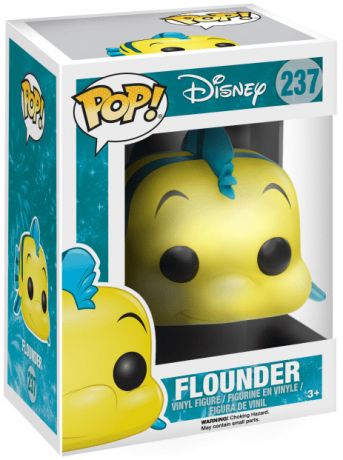 POP!
Disney
237
FLOUNDER
237
FLOUNDER
VINYL FIGURE / FIGURINE EN VINYLE /
FIGURA DE VINIL
WARNING: CHOKING HAZARD.
May contain small parts.
3+